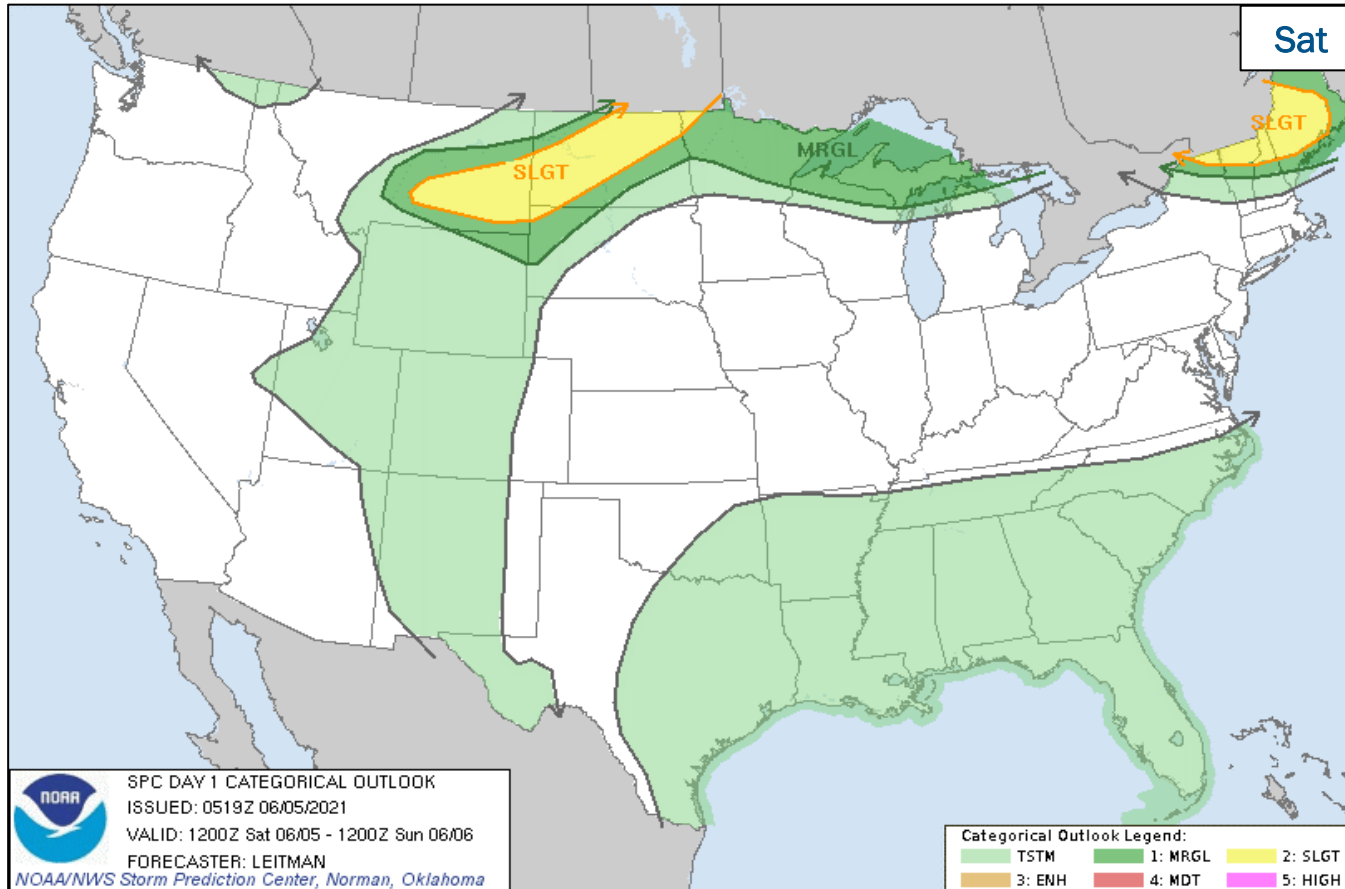 Sat
SLGT
MRGL
SLGT
SPC DAY 1 CATEGORICAL OUTLOOK
ISSUED: 0519Z 06/05/2021
VALID: 1200Z Sat 06/05 - 1200Z Sun 06/06
FORECASTER: LEITMAN
NOAA/NWS Storm Prediction Center, Norman, Oklahoma
NOAA
Categorical Outlook Legend:
TSTM 1: MRGL 2: SLGT
3: ENH 4: MDT 5: HIGH